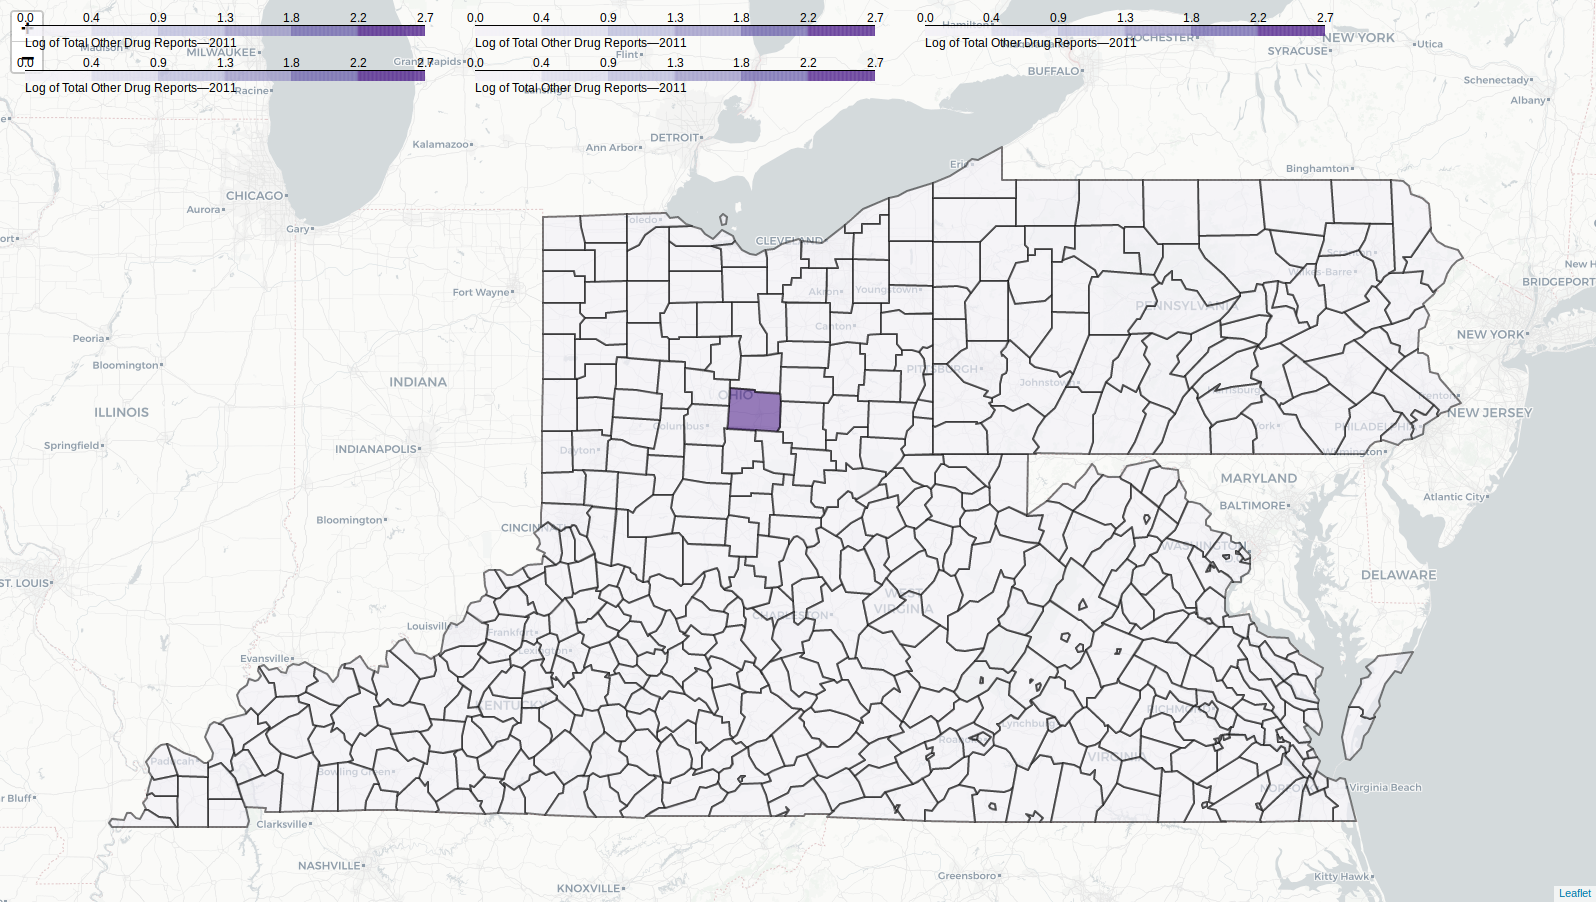 0.0 0.4 0.9 1.3 1.8 2.2 2.7
Log of Total Other Drug Reports—2011
0.0 0.4 0.9 1.3 1.8 2.2 2.7
Log of Total Other Drug Reports—2011
0.0 0.4 0.9 1.3 1.8 2.2 2.7
Log of Total Other Drug Reports—2011
0.4 0.9 1.3 1.8 2.2 2.7
Log of Total Other Drug Reports—2011
0.0 0.4 0.9 1.3 1.8 2.2 2.7
Log of Total Other Drug Reports—2011
Hamilton
Madison
MILWAUKEE
Grand Rapids
Flint
ROCHESTER
NEW YORK
SYRACUSE
Utica
Racine
Lansing
BUFFALO
Schenectady
Albany
Kalamazoo
Ann Arbor
DETROIT
Erie
Binghamton
CHICAGO
Aurora
Gary
Toledo
CLEVELAND
Scranton
Wilkes-Barre
New H
BRIDGEPORT
ort
Fort Wayne
Akron
Youngstown
PENNSYLVANIA
Canton
NEW YORK
Peoria
Bloomington
PITTSBURGH
Johnstown
INDIANA
OHIO
Harrisburg
Trenton
ILLINOIS
NEW JERSEY
Columbus
York
PHILADELPHIA
Springfield
INDIANAPOLIS
Dayton
Wilmington
MARYLAND
BALTIMORE
Atlantic City
Bloomington
CINCINNATI
WASHINGTON
DELAWARE
ST. LOUIS
WEST
VIRGINIA
CHARLESTON
Louisville
Frankfort
Lexington
Evansville
KENTUCKY
RICHMOND
Lynchburg
Roanoke
VIRGINIA
Paducah
Bowling Green
NORFOLK
Virginia Beach
r Bluff
Clarksville
NASHVILLE
KNOXVILLE
Greensboro
Kitty Hawk
Leaflet